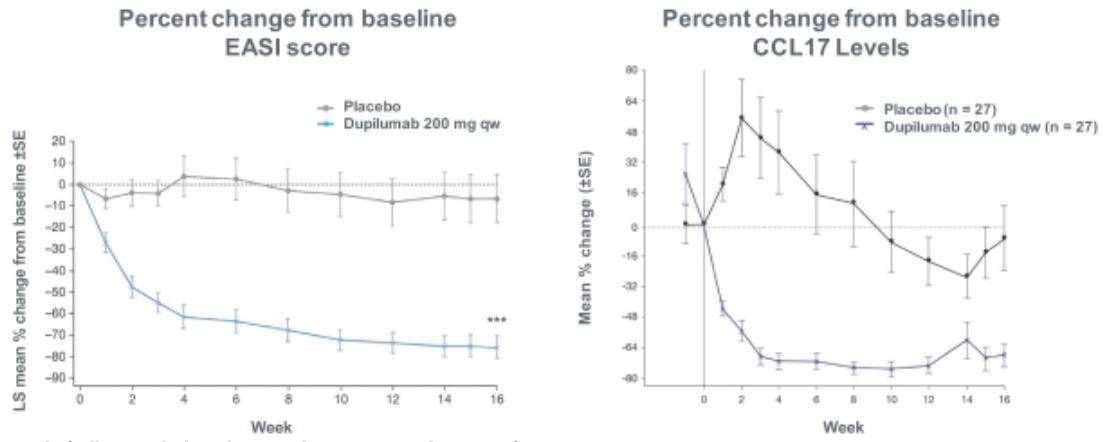 Percent change from baseline
EASI score
Placebo
Dupilumab 200 mg qw
LS mean % change from baseline ±SE
20
10
0
-10
-20
-30
-40
-50
-60
-70
-80
-90
***
0 2 4 6 8 10 12 14 16
Week
Percent change from baseline
CCL17 Levels
Placebo (n = 27)
Dupilumab 200 mg qw (n = 27)
Mean % change (±SE)
80
64
48
32
16
0
-16
-32
-48
-64
-80
0 2 4 6 8 10 12 14 16
Week